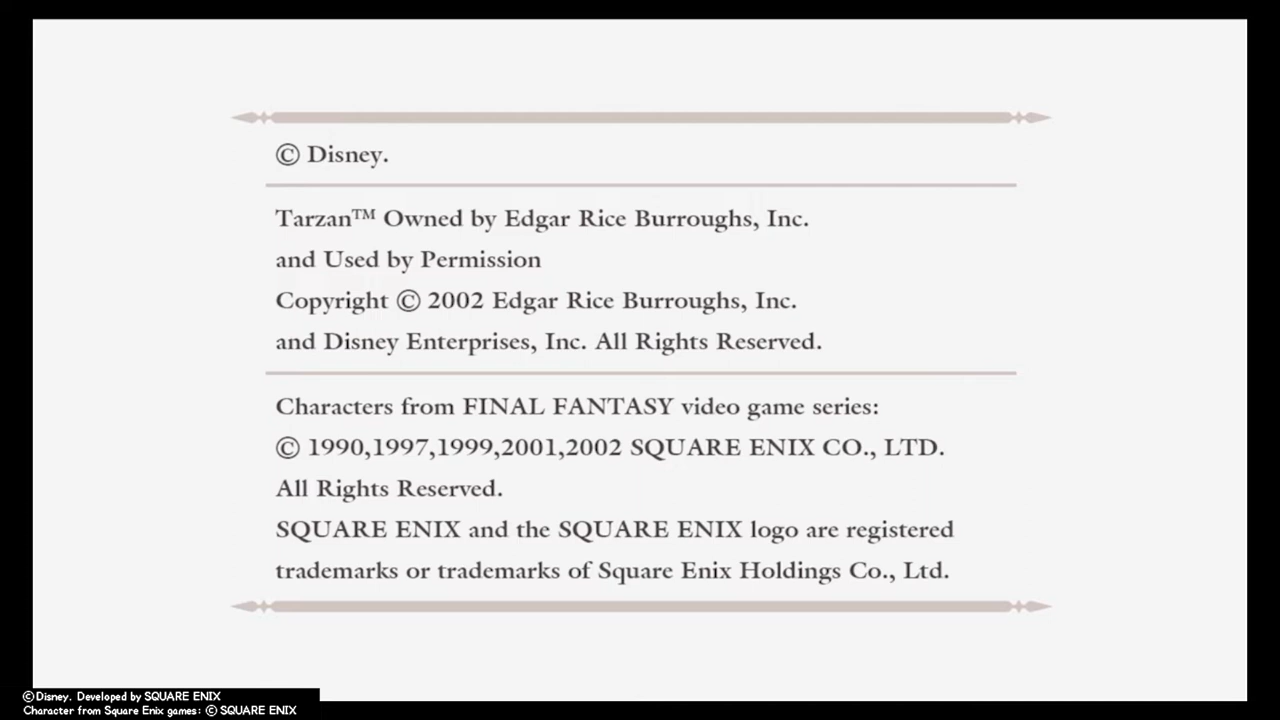 © Disney.
Tarzan™ Owned by Edgar Rice Burroughs, Inc.
and Used by Permission
Copyright © 2002 Edgar Rice Burroughs, Inc.
and Disney Enterprises, Inc. All Rights Reserved.
Characters from FINAL FANTASY video game series:
© 1990,1997,1999,2001,2002 SQUARE ENIX CO., LTD.
All Rights Reserved.
SQUARE ENIX and the SQUARE ENIX logo are registered
trademarks or trademarks of Square Enix Holdings Co., Ltd.
©Disney. Developed by SQUARE ENIX
Character from Square Enix games: © SQUARE ENIX